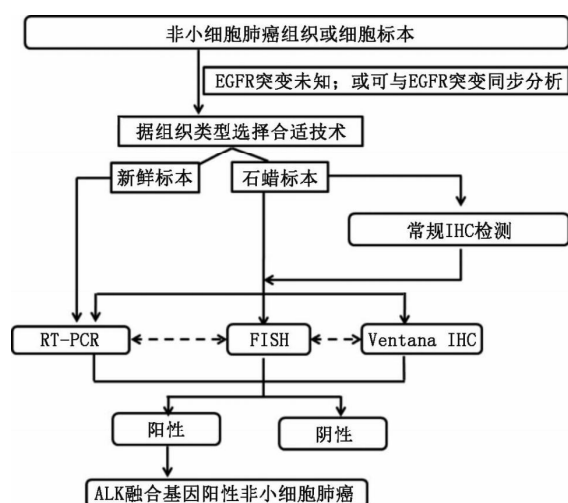 非小细胞肺癌组织或细胞标本
EGFR突变未知；或可与EGFR突变同步分析
据组织类型选择合适技术
新鲜标本
石蜡标本
常规IHC检测
RT-PCR
FISH
Ventana IHC
阳性
阴性
ALK融合基因阳性非小细胞肺癌